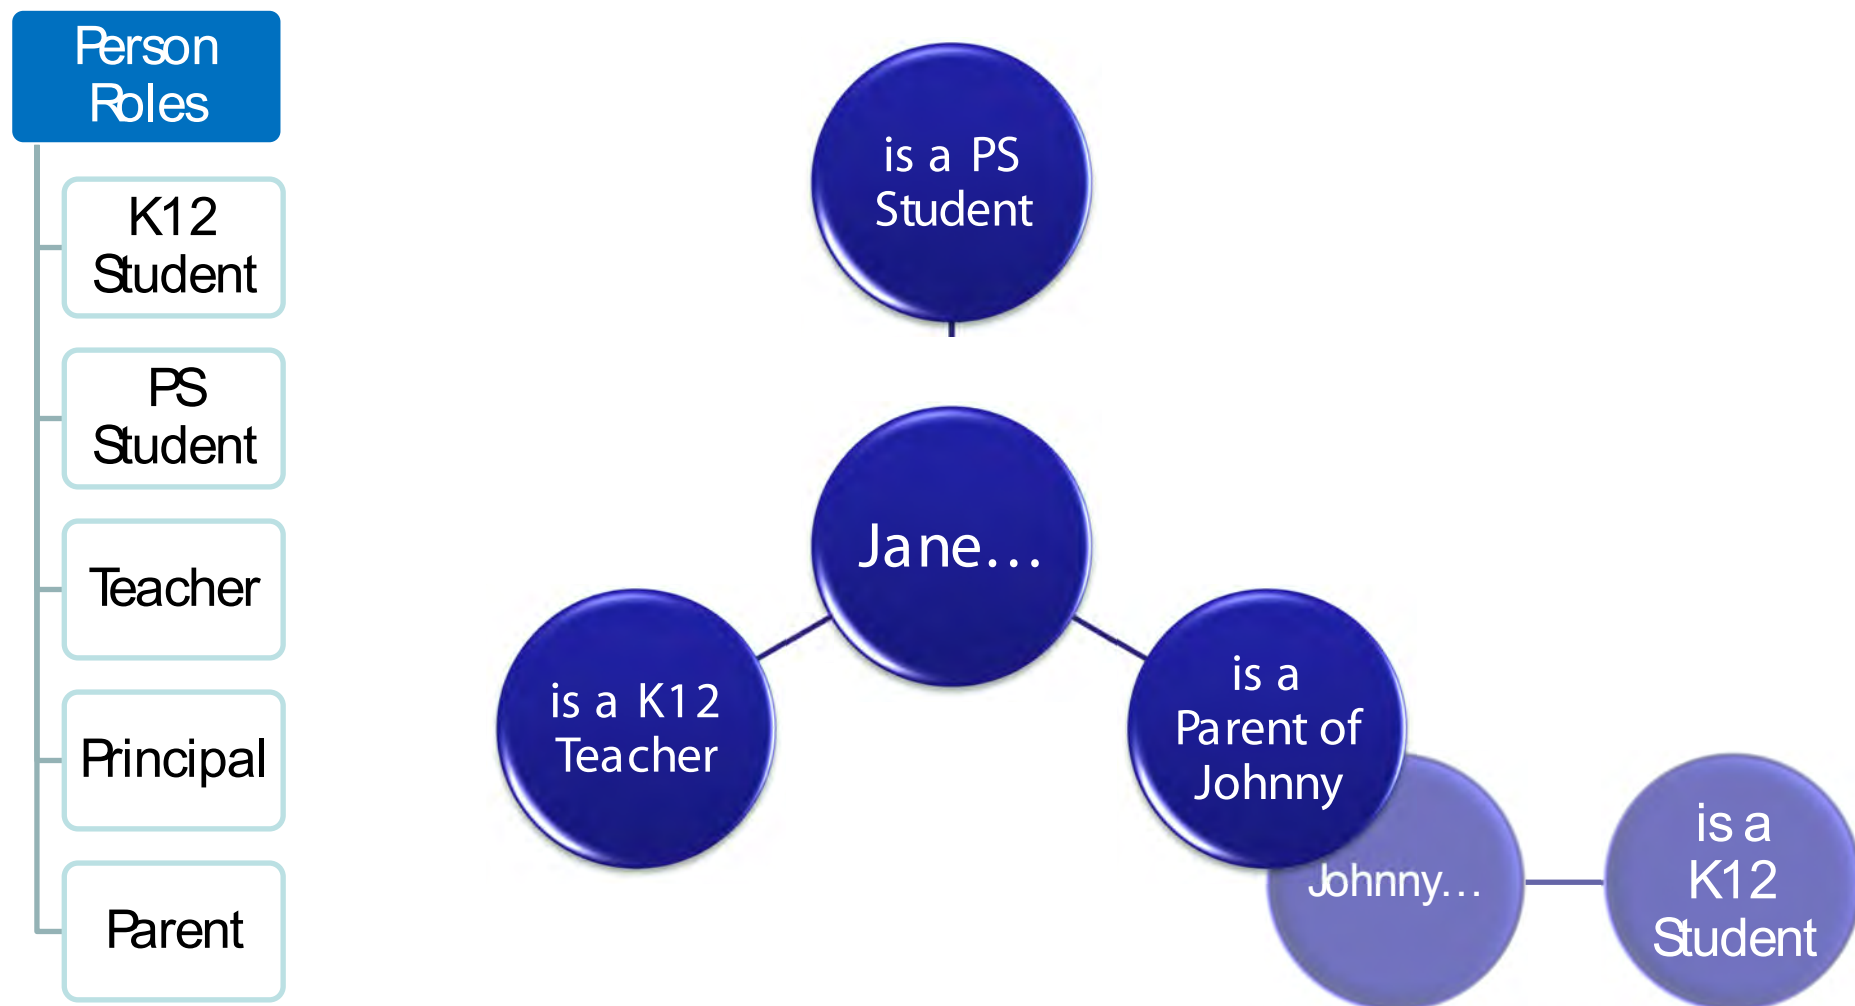 Person
Roles
K12
Student
PS
Student
Teacher
Principal
Parent
is a PS
Student
Jane...
is a K12
Teacher
is a
Parent of
Johnny
Johnny...
is a
K12
Student